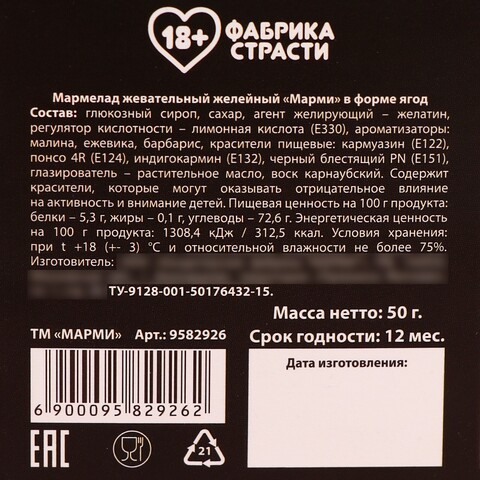 18+ ФАБРИКА
СТРАСТИ
Мармелад жевательный желейный «Марми» в форме ягод
Состав: глюкозный сироп, сахар, агент желирующий – желатин,
регулятор кислотности – лимонная кислота (Е330), ароматизаторы:
малина, ежевика, барбарис, красители пищевые: кармуазин (Е122),
понсо 4R (Е124), индигокармин (Е132), черный блестящий PN (Е151),
глазирователь – растительное масло, воск карнаубский. Содержит
красители, которые могут оказывать отрицательное влияние
на активность и внимание детей. Пищевая ценность на 100 г продукта:
белки – 5,3 г, жиры – 0,1 г, углеводы – 72,6 г. Энергетическая ценность
на 100 г продукта: 1308,4 кДж / 312,5 ккал. Условия хранения:
при t +18 (+- 3) °С и относительной влажности не более 75%.
Изготовитель:
ТУ-9128-001-50176432-15.
Масса нетто: 50 г.
ТМ «МАРМИ» Арт.: 9582926 Срок годности: 12 мес.
Дата изготовления:
6 900095 829262
EAC
21